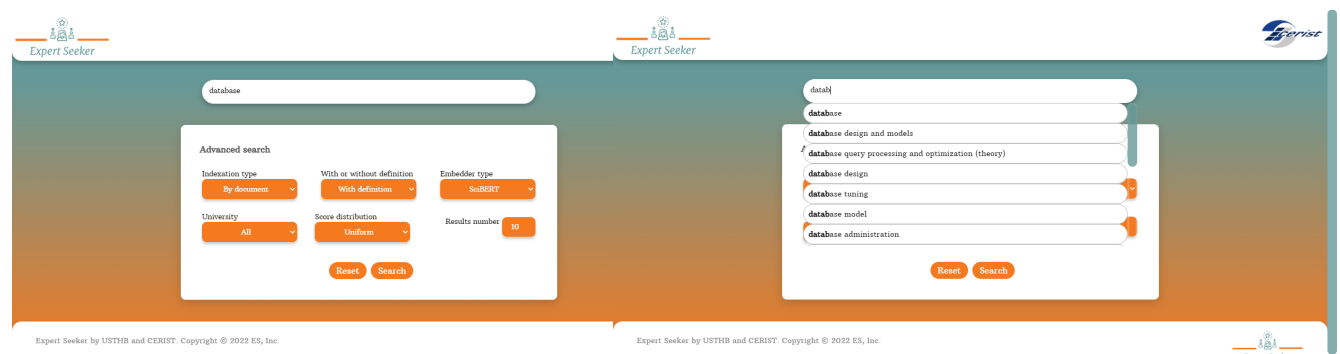 Expert Seeker
database
Advanced search
Indexation type
With or without definition
Embedder type
By document
With definition
SciBERT
University
Score distribution
Results number
All
Uniform
10
Reset
Search
Expert Seeker by USTHB and CERIST. Copyright © 2022 ES, Inc.
Expert Seeker
cerist
datab
database
database design and models
database query processing and optimization (theory)
database design
database tuning
database model
database administration
Reset
Search
Expert Seeker by USTHB and CERIST. Copyright © 2022 ES, Inc.